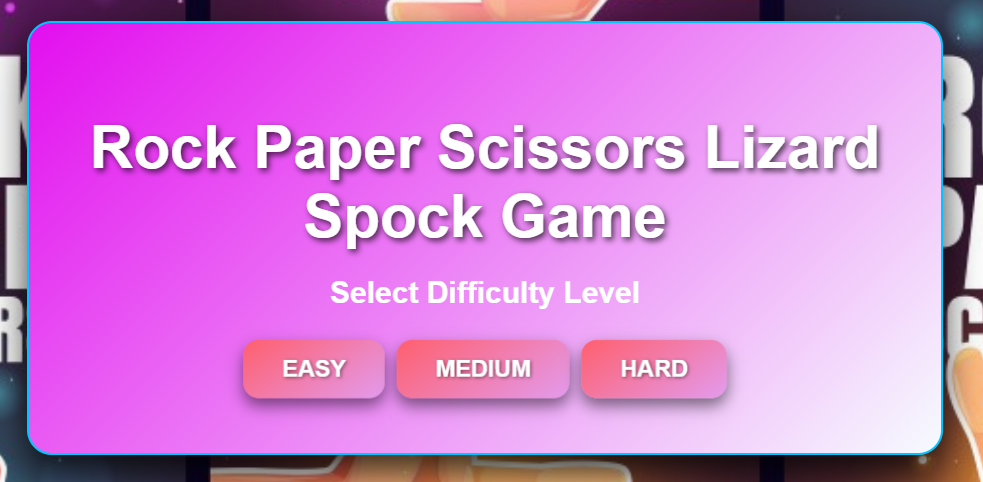 Rock Paper Scissors Lizard
Spock Game
Select Difficulty Level
EASY MEDIUM HARD